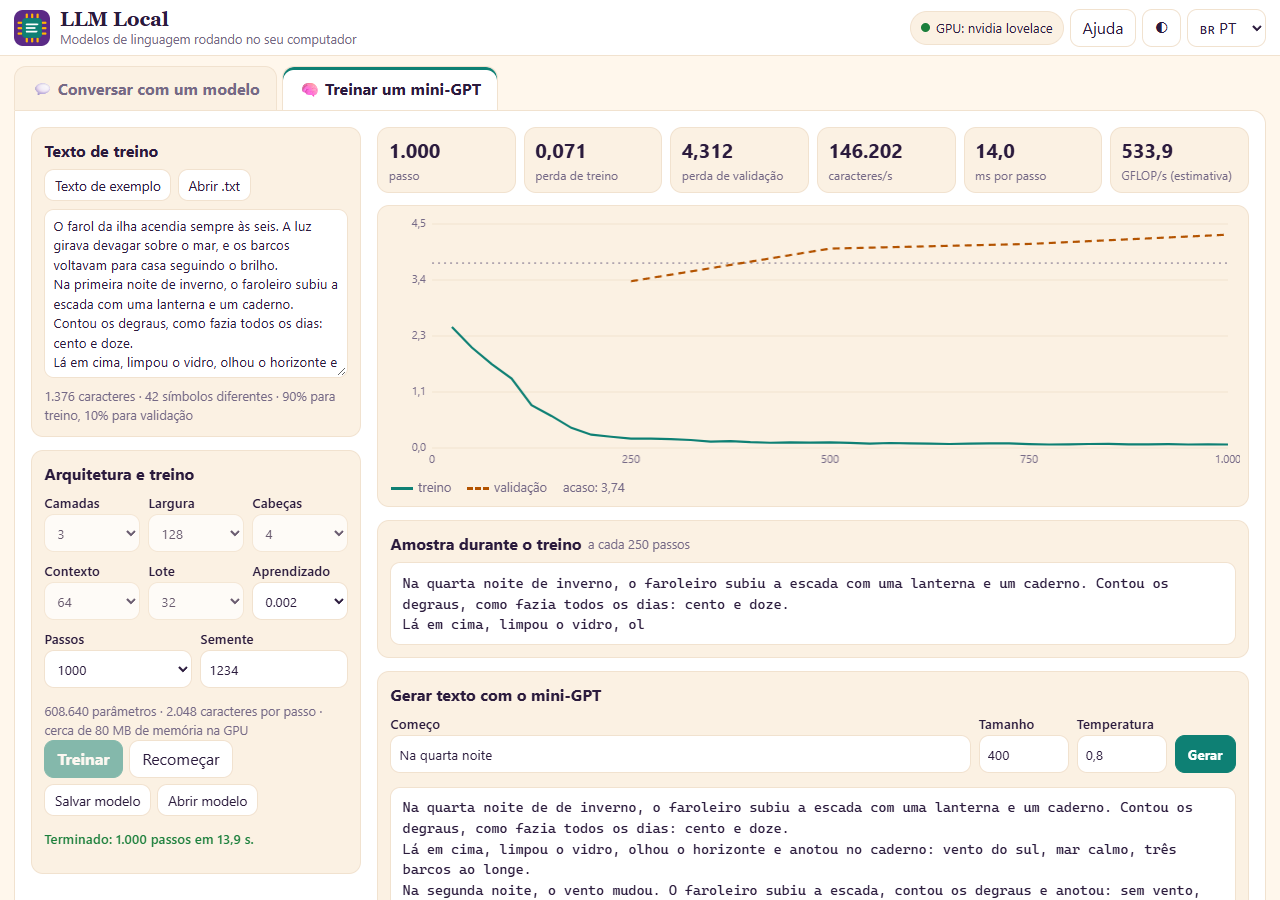 LLM Local
Modelos de linguagem rodando no seu computador
GPU: nvidia lovelace
Ajuda
BR PT
Conversar com um modelo
Treinar um mini-GPT
Texto de treino
Texto de exemplo
Abrir .txt
O farol da ilha acendia sempre às seis. A luz
girava devagar sobre o mar, e os barcos
voltavam para casa seguindo o brilho.
Na primeira noite de inverno, o faroleiro subiu a
escada com uma lanterna e um caderno.
Contou os degraus, como fazia todos os dias:
cento e doze.
Lá em cima, limpou o vidro, olhou o horizonte e
1.376 caracteres · 42 símbolos diferentes · 90% para
treino, 10% para validação
Arquitetura e treino
Camadas Largura Cabeças
3 128 4
Contexto Lote Aprendizado
64 32 0.002
Passos Semente
1000 1234
608.640 parâmetros · 2.048 caracteres por passo ·
cerca de 80 MB de memória na GPU
Treinar
Recomeçar
Salvar modelo
Abrir modelo
Terminado: 1.000 passos em 13,9 s.
1.000
passo
0,071
perda de treino
4,312
perda de validação
146.202
caracteres/s
14,0
ms por passo
533,9
GFLOP/s (estimativa)
4,5
3,4
2,3
1,1
0,0
0 250 500 750 1.000
treino validação acaso: 3,74
Amostra durante o treino a cada 250 passos
Na quarta noite de inverno, o faroleiro subiu a escada com uma lanterna e um caderno. Contou os
degraus, como fazia todos os dias: cento e doze.
Lá em cima, limpou o vidro, ol
Gerar texto com o mini-GPT
Começo Tamanho Temperatura
Na quarta noite 400 0,8 Gerar
Na quarta noite de de inverno, o faroleiro subiu a escada com uma lanterna e um caderno. Contou os
degraus, como fazia todos os dias: cento e doze.
Lá em cima, limpou o vidro, olhou o horizonte e anotou no caderno: vento do sul, mar calmo, três
barcos ao longe.
Na segunda noite, o vento mudou. O faroleiro subiu a escada, contou os degraus e anotou: sem vento,